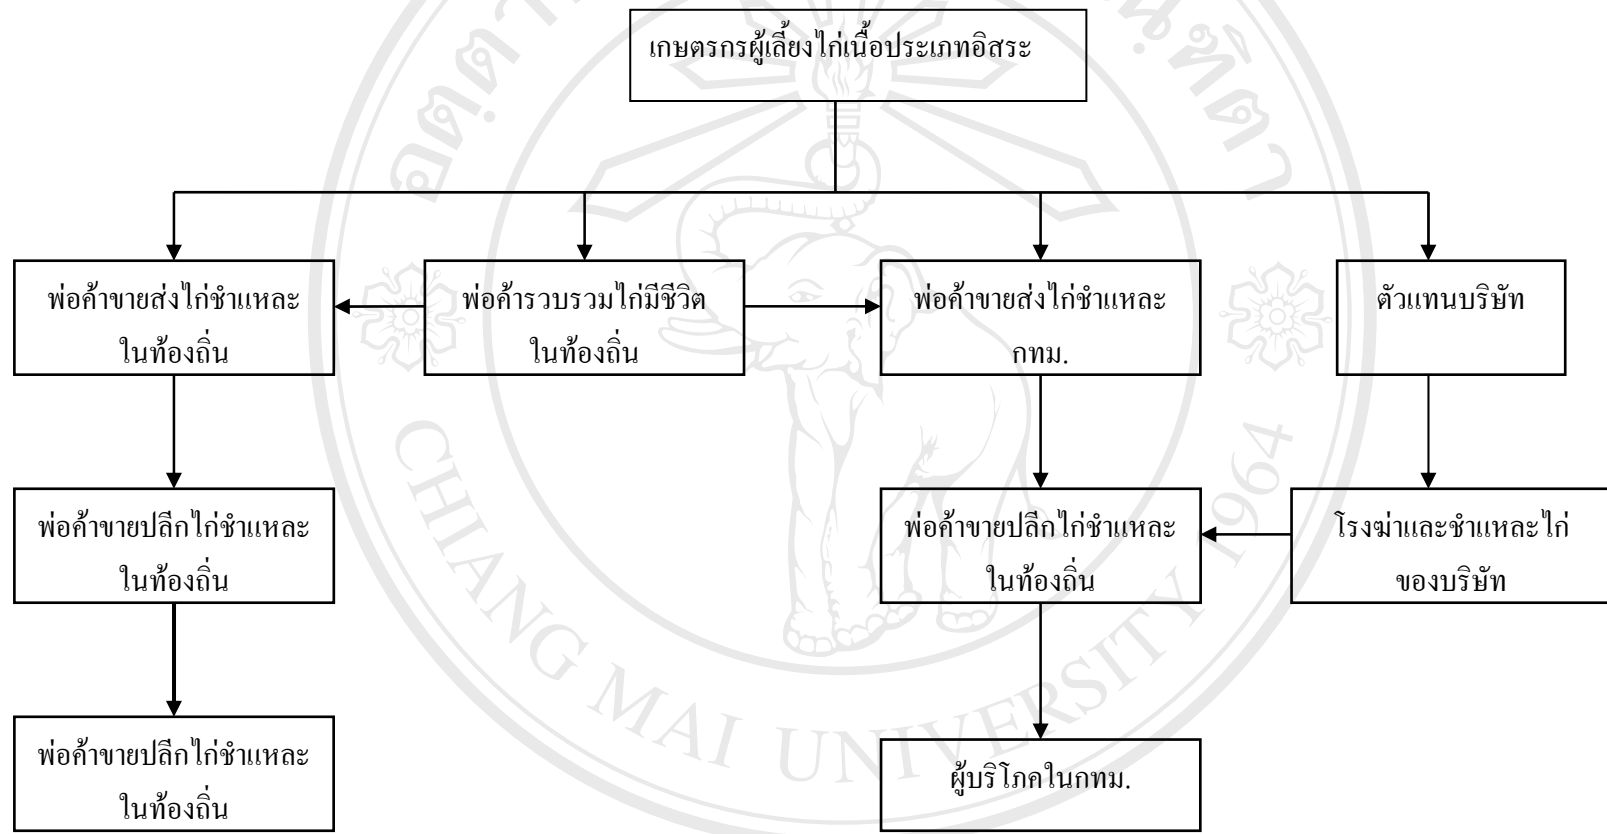 เกษตรกรผู้เลี้ยงไก่เนื้อประเภทอิสระ
พ่อค้าขายส่งไก่ชำแหละ
ในท้องถิ่น
พ่อค้ารวบรวมไก่มีชีวิต
ในท้องถิ่น
พ่อค้าขายส่งไก่ชำแหละ
กทม.
ตัวแทนบริษัท
พ่อค้าขายปลีกไก่ชำแหละ
ในท้องถิ่น
พ่อค้าขายปลีกไก่ชำแหละ
ในท้องถิ่น
โรงฆ่าและชำแหละไก่
ของบริษัท
พ่อค้าขายปลีกไก่ชำแหละ
ในท้องถิ่น
ผู้บริโภคในกทม.
CHIANG MAI UNIVERSITY 1964